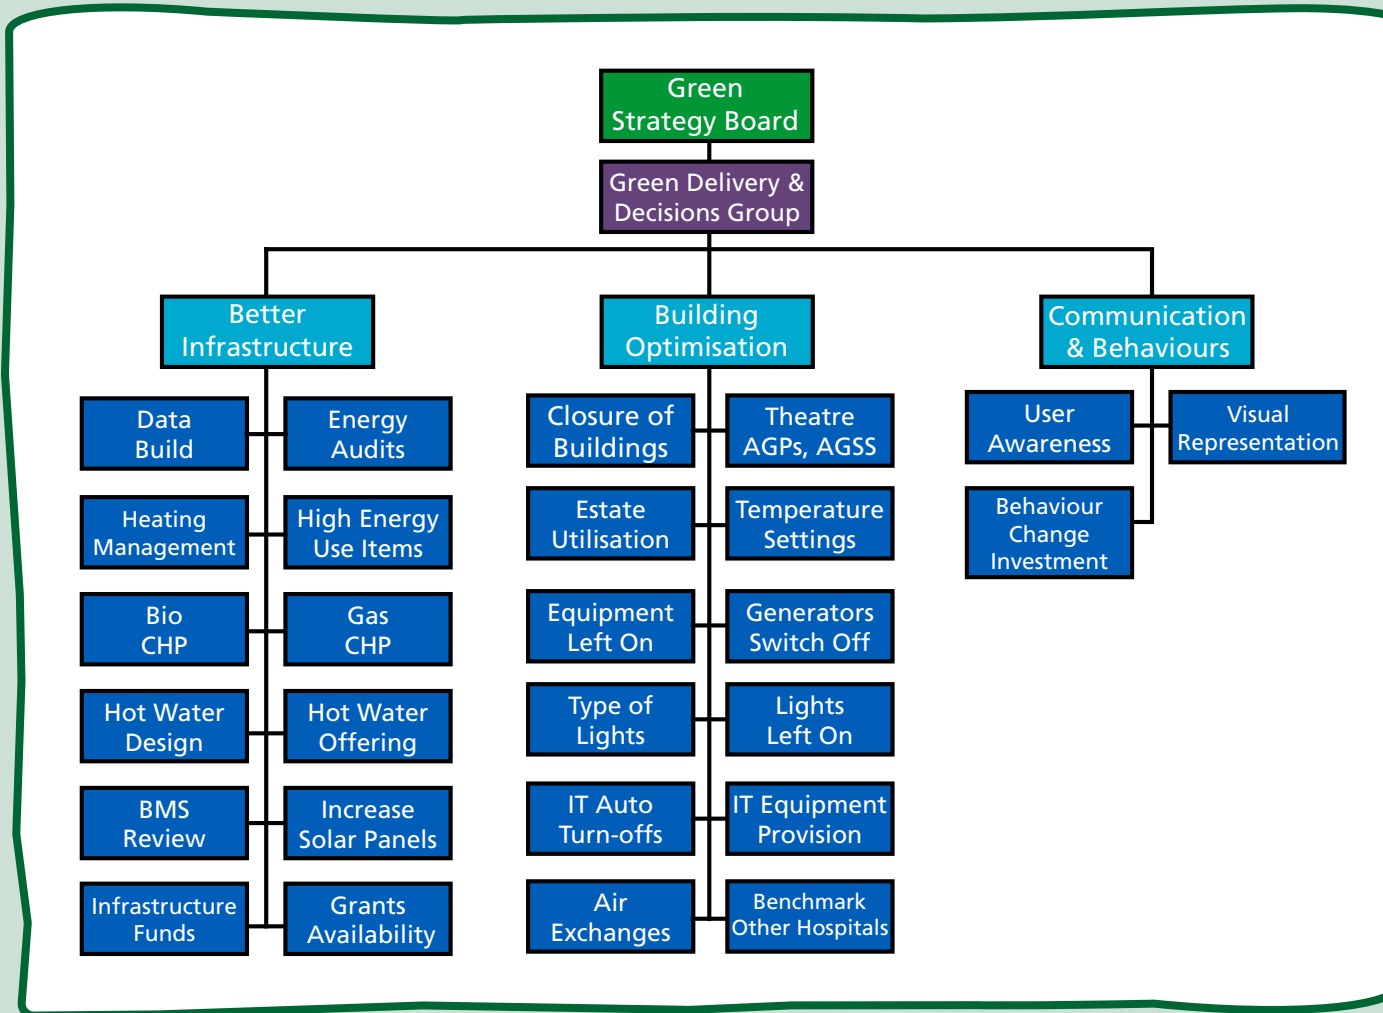 Green
Strategy Board
Green Delivery &
Decisions Group
Better
Infrastructure
Data
Build
Energy
Audits
Heating
Management
High Energy
Use Items
Bio
CHP
Gas
CHP
Hot Water
Design
Hot Water
Offering
BMS
Review
Increase
Solar Panels
Infrastructure
Funds
Grants
Availability
Building
Optimisation
Closure of
Buildings
Theatre
AGPs, AGSS
Estate
Utilisation
Temperature
Settings
Equipment
Left On
Generators
Switch Off
Type of
Lights
Lights
Left On
IT Auto
Turn-offs
IT Equipment
Provision
Air
Exchanges
Benchmark
Other Hospitals
Communication
& Behaviours
User
Awareness
Visual
Representation
Behaviour
Change
Investment